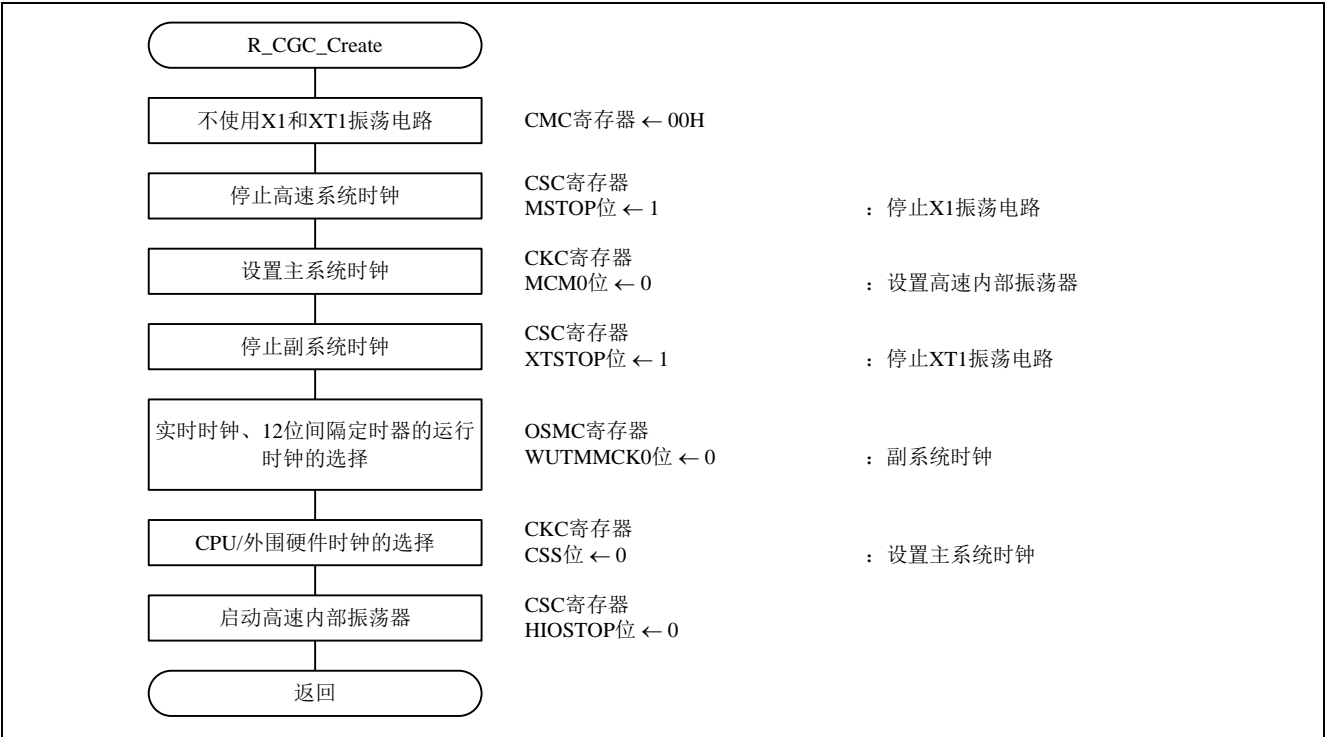 R_CGC_Create
不使用X1和XT1振荡电路
CMC寄存器 ← 00H
停止高速系统时钟
CSC寄存器
MSTOP位 ← 1
：停止X1振荡电路
设置主系统时钟
CKC寄存器
MCM0位 ← 0
：设置高速内部振荡器
停止副系统时钟
CSC寄存器
XTSTOP位 ← 1
：停止XT1振荡电路
实时时钟、12位间隔定时器的运行
时钟的选择
OSMC寄存器
WUTMMCK0位 ← 0
：副系统时钟
CPU/外围硬件时钟的选择
CKC寄存器
CSS位 ← 0
：设置主系统时钟
启动高速内部振荡器
CSC寄存器
HIOSTOP位 ← 0
返回